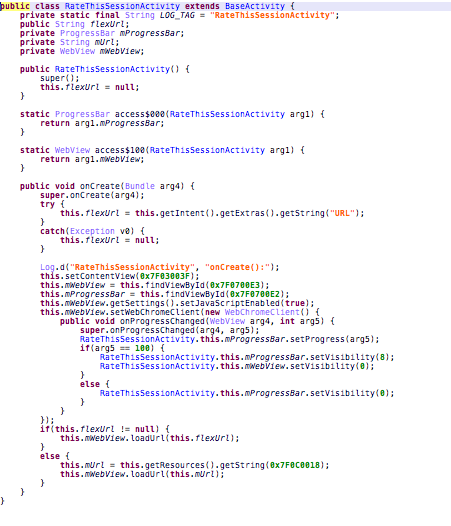 public class RateThisSessionActivity extends BaseActivity {
    private static final String LOG_TAG = "RateThisSessionActivity";
    public String flexUrl;
    private ProgressBar mProgressBar;
    private String mUrl;
    private WebView mWebView;

    public RateThisSessionActivity() {
        super();
        this.flexUrl = null;
    }

    static ProgressBar access$000(RateThisSessionActivity arg1) {
        return arg1.mProgressBar;
    }

    static WebView access$100(RateThisSessionActivity arg1) {
        return arg1.mWebView;
    }

    public void onCreate(Bundle arg4) {
        super.onCreate(arg4);
        try {
            this.flexUrl = this.getIntent().getExtras().getString("URL");
        }
        catch(Exception v0) {
            this.flexUrl = null;
        }

        Log.d("RateThisSessionActivity", "onCreate():");
        this.setContentView(0x7F03003F);
        this.mWebView = this.findViewById(0x7F0700E3);
        this.mProgressBar = this.findViewById(0x7F0700E2);
        this.mWebView.getSettings().setJavaScriptEnabled(true);
        this.mWebView.setWebChromeClient(new WebChromeClient() {
            public void onProgressChanged(WebView arg4, int arg5) {
                super.onProgressChanged(arg4, arg5);
                RateThisSessionActivity.this.mProgressBar.setProgress(arg5);
                if(arg5 == 100) {
                    RateThisSessionActivity.this.mProgressBar.setVisibility(8);
                    RateThisSessionActivity.this.mWebView.setVisibility(0);
                }
                else {
                    RateThisSessionActivity.this.mProgressBar.setVisibility(0);
                }
            }
        });
        if(this.flexUrl != null) {
            this.mWebView.loadUrl(this.flexUrl);
        }
        else {
            this.mUrl = this.getResources().getString(0x7F0C0018);
            this.mWebView.loadUrl(this.mUrl);
        }
    }
}